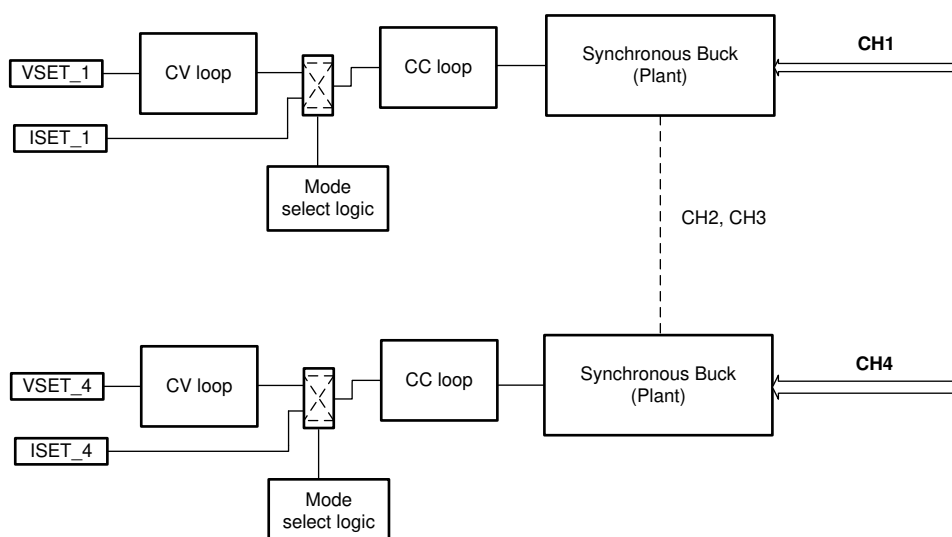 CH1
VSET_1
CV loop
CC loop
Synchronous Buck
(Plant)
ISET_1
Mode
select logic
CH2, CH3
CH4
VSET_4
CV loop
CC loop
Synchronous Buck
(Plant)
ISET_4
Mode
select logic